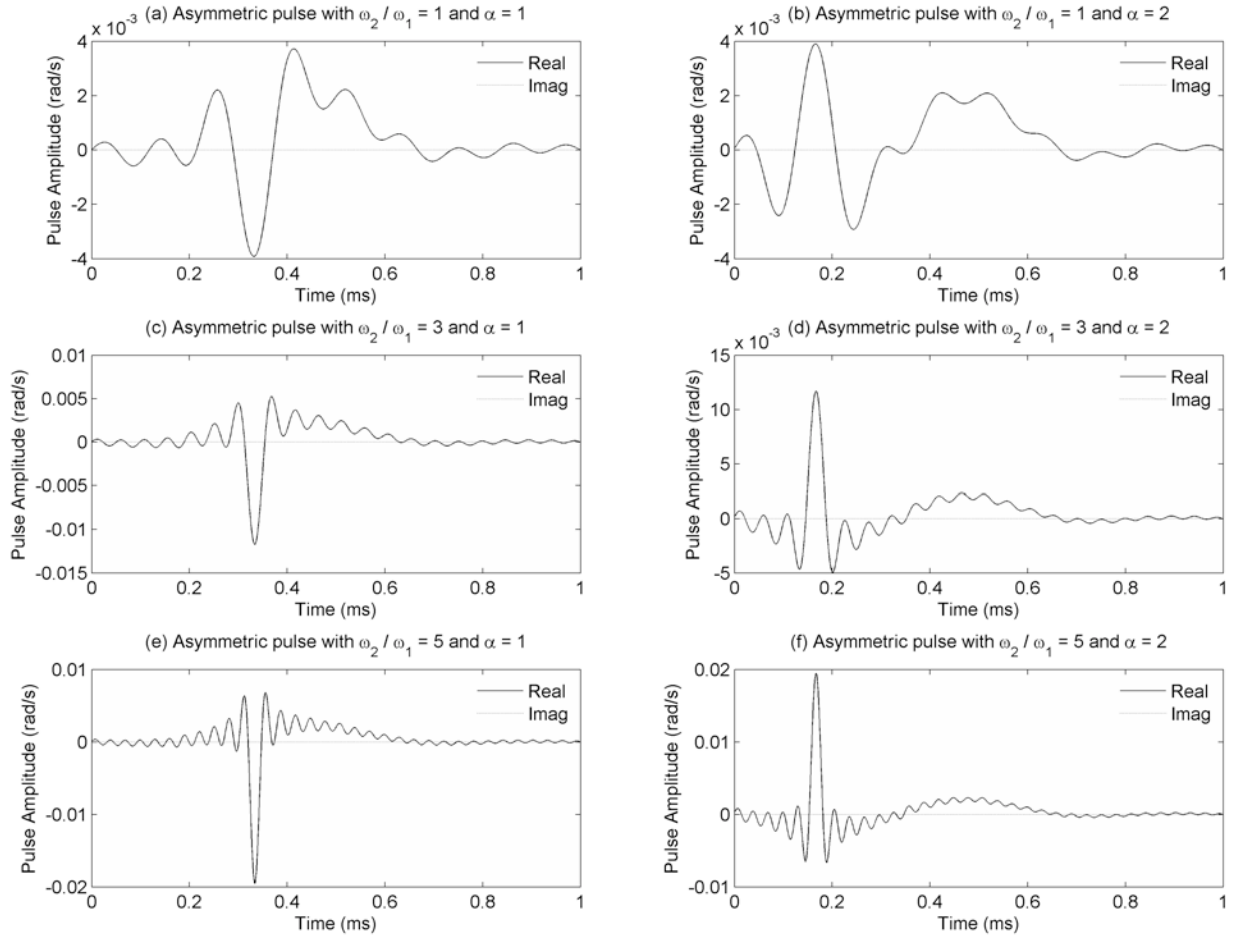 (a) Asymmetric pulse with ω2 / ω1 = 1 and α = 1
x 10-3
4
2
0
-2
-4
0 0.2 0.4 0.6 0.8 1
Pulse Amplitude (rad/s)
Time (ms)
Real
Imag
(b) Asymmetric pulse with ω2 / ω1 = 1 and α = 2
x 10-3
4
2
0
-2
-4
0 0.2 0.4 0.6 0.8 1
Pulse Amplitude (rad/s)
Time (ms)
Real
Imag
(c) Asymmetric pulse with ω2 / ω1 = 3 and α = 1
0.01
0.005
0
-0.005
-0.01
-0.015
0 0.2 0.4 0.6 0.8 1
Pulse Amplitude (rad/s)
Time (ms)
Real
Imag
(d) Asymmetric pulse with ω2 / ω1 = 3 and α = 2
x 10-3
15
10
5
0
-5
0 0.2 0.4 0.6 0.8 1
Pulse Amplitude (rad/s)
Time (ms)
Real
Imag
(e) Asymmetric pulse with ω2 / ω1 = 5 and α = 1
0.01
0
-0.01
-0.02
0 0.2 0.4 0.6 0.8 1
Pulse Amplitude (rad/s)
Time (ms)
Real
Imag
(f) Asymmetric pulse with ω2 / ω1 = 5 and α = 2
0.02
0.01
0
-0.01
0 0.2 0.4 0.6 0.8 1
Pulse Amplitude (rad/s)
Time (ms)
Real
Imag